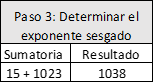 Paso 3: Determinar el
exponente sesgado
Sumatoria Resultado
15 + 1023 1038